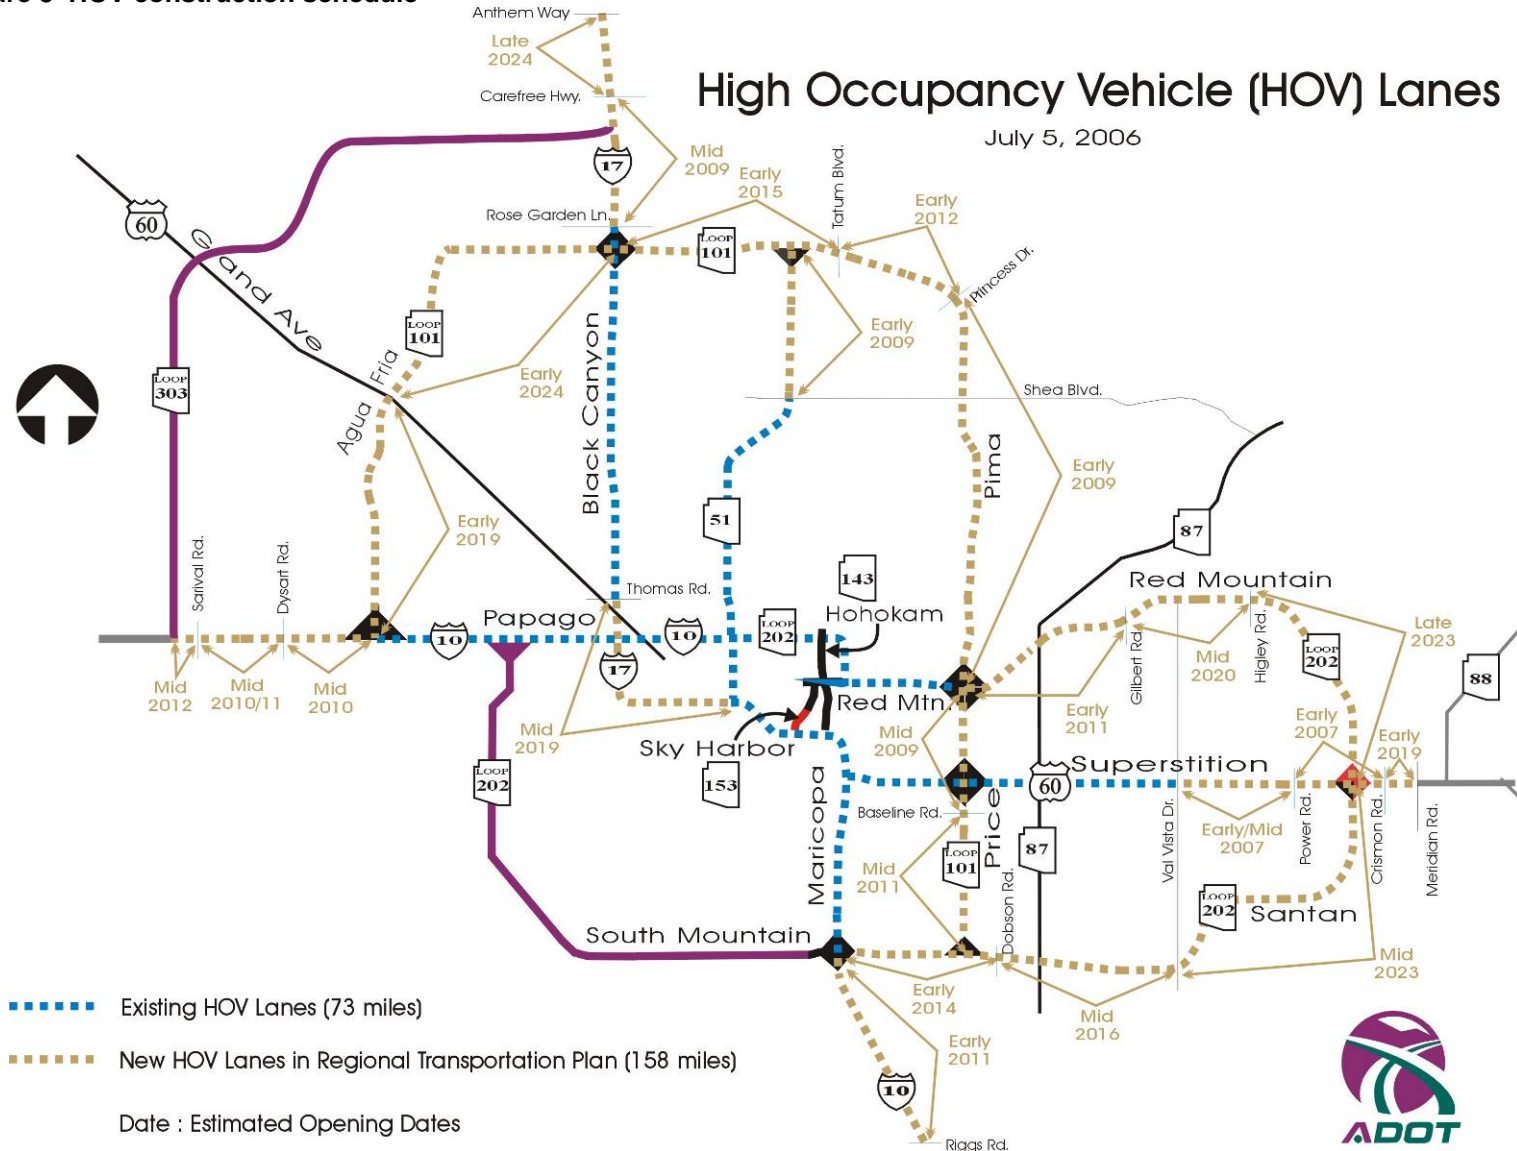 HOV construction schedule
Anthem Way
Late
2024
High Occupancy Vehicle (HOV) Lanes
July 5, 2006
Carefree Hwy.
17
Mid
2009
Early
2015
Tatum Blvd.
Early
2012
60
Rose Garden Ln.
LOOP
101
Princess Dr.
Grand Ave
LOOP
101
Agua Fria
Early
2024
Black Canyon
Early
2009
Shea Blvd.
LOOP
303
Pima
Early
2009
51
87
Early
2019
Sarival Rd.
Dysart Rd.
Thomas Rd.
143
Hohokam
Red Mountain
Papago
10
10
LOOP
202
17
Gilbert Rd.
Higley Rd.
Late
2023
LOOP
202
88
Mid
2020
Mid
2012
Mid
2010/11
Mid
2010
Red Mtn.
Early
2011
Early
2007
Early
2019
Mid
2019
Sky Harbor
Mid
2009
153
LOOP
202
Superstition
60
Maricopa
Baseline Rd.
Price
Val Vista Dr.
Early/Mid
2007
Power Rd.
Crismon Rd.
Meridian Rd.
Mid
2011
LOOP
101
87
Dobson Rd.
LOOP
202
Santan
South Mountain
Early
2014
Mid
2016
Mid
2023
Existing HOV Lanes (73 miles)
Early
2011
New HOV Lanes in Regional Transportation Plan (158 miles)
10
Date : Estimated Opening Dates
Riggs Rd.
ADOT